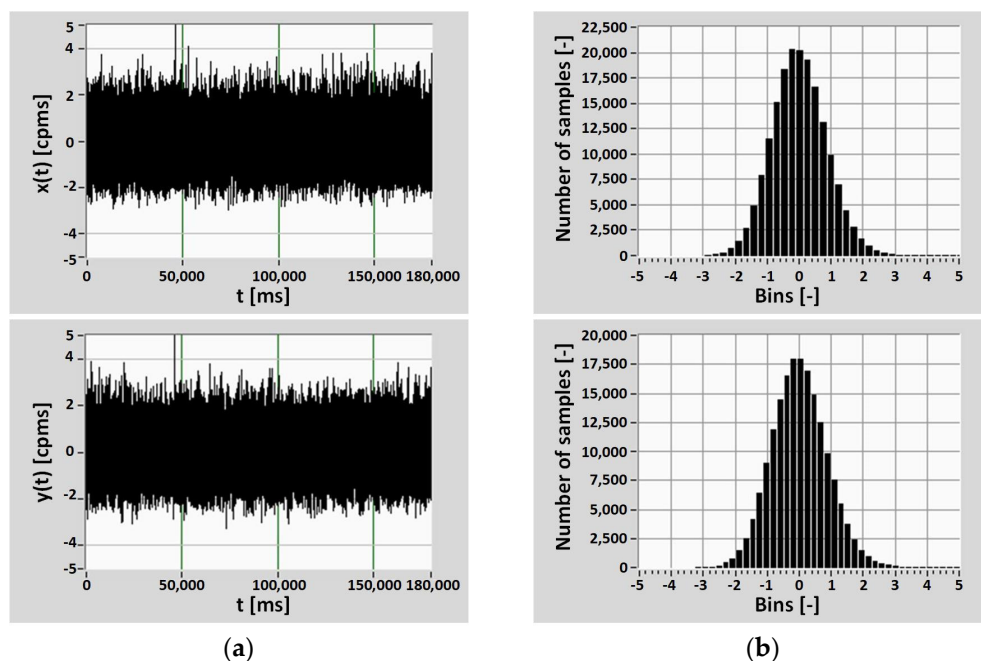 5
4
2
0
-2
-4
-5
x(t) [cpms]
0 50,000 100,000 150,000 180,000
t [ms]
22,500
20,000
17,500
15,000
12,500
10,000
7,500
5,000
2,500
0
Number of samples [-]
-5 -4 -3 -2 -1 0 1 2 3 4 5
Bins [-]
5
4
2
0
-2
-4
-5
y(t) [cpms]
0 50,000 100,000 150,000 180,000
t [ms]
20,000
17,500
15,000
12,500
10,000
7,500
5,000
2,500
0
Number of samples [-]
-5 -4 -3 -2 -1 0 1 2 3 4 5
Bins [-]
(a)
(b)